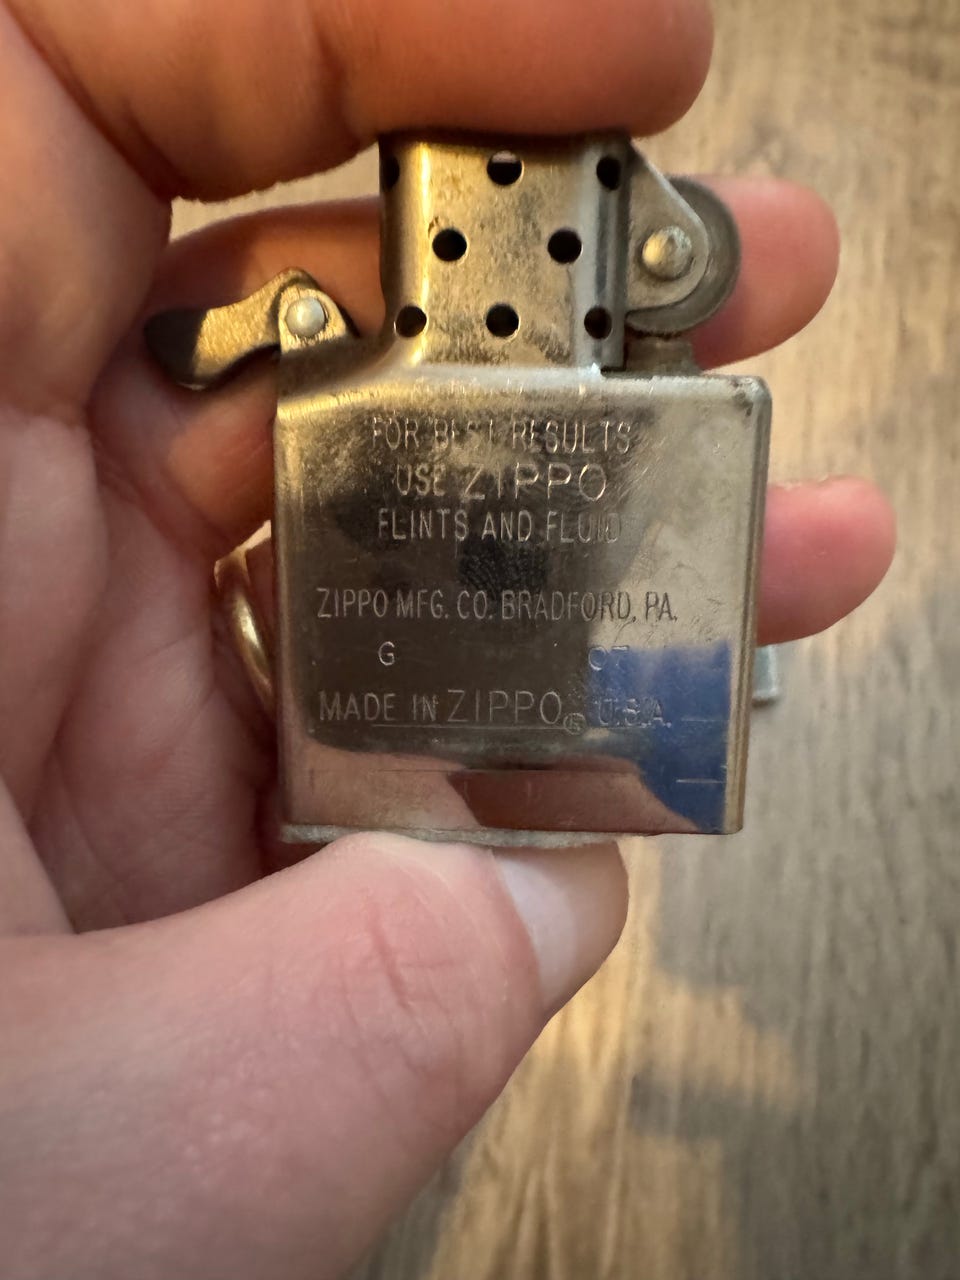 FOR BEST RESULTS
USE ZIPPO
FLINTS AND FLUID
ZIPPO MFG. CO. BRADFORD, PA.
G 07
MADE IN ZIPPO® U.S.A.